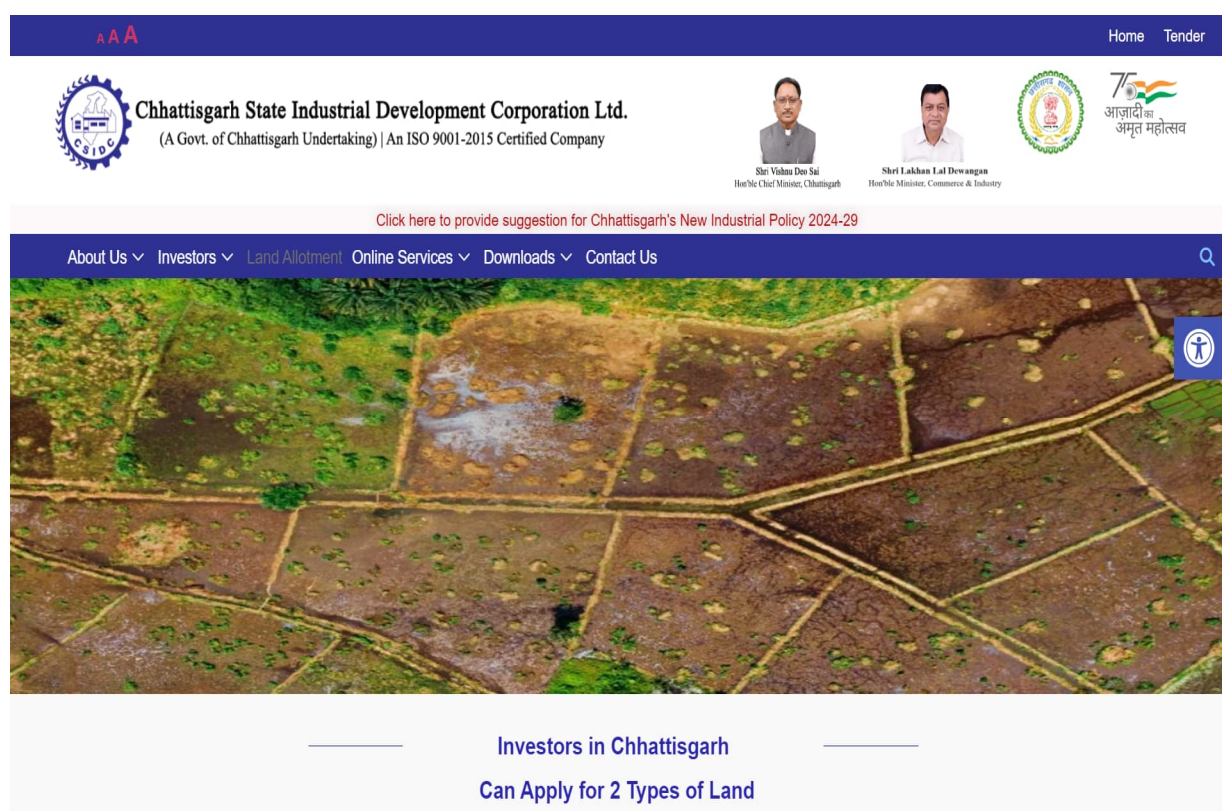 A A A
Home Tender
Chhattisgarh State Industrial Development Corporation Ltd.
(A Govt. of Chhattisgarh Undertaking) | An ISO 9001-2015 Certified Company
CSIDC
Shri Vishnu Deo Sai
Hon'ble Chief Minister, Chhattisgarh
Shri Lakhan Lal Dewangan
Hon'ble Minister, Commerce & Industry
75
आज़ादी का
अमृत महोत्सव
Click here to provide suggestion for Chhattisgarh's New Industrial Policy 2024-29
About Us Investors Land Allotment Online Services Downloads Contact Us
Investors in Chhattisgarh
Can Apply for 2 Types of Land